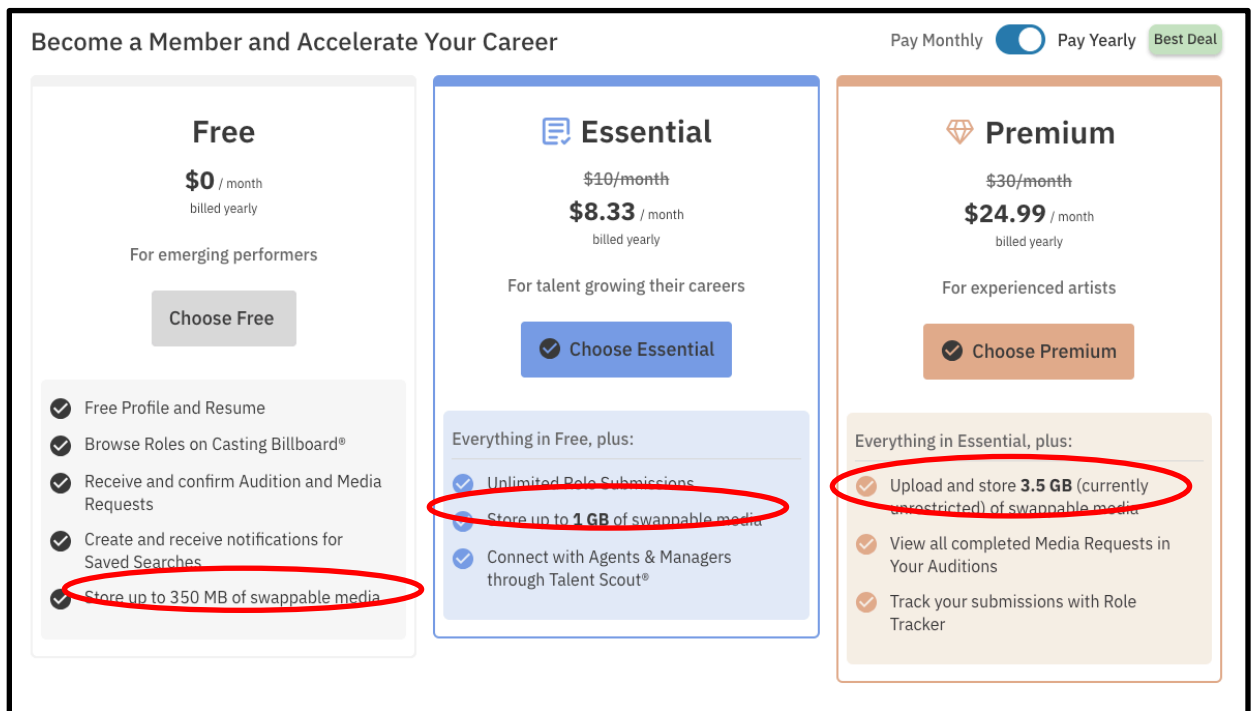 Become a Member and Accelerate Your Career
Pay Monthly
Pay Yearly
Best Deal
Free
$0 / month
billed yearly
For emerging performers
Choose Free
Free Profile and Resume
Browse Roles on Casting Billboard®
Receive and confirm Audition and Media
Requests
Create and receive notifications for
Saved Searches
Store up to 350 MB of swappable media
Essential
$10/month
$8.33 / month
billed yearly
For talent growing their careers
Choose Essential
Everything in Free, plus:
Unlimited Role Submissions
Store up to 1 GB of swappable media
Connect with Agents & Managers
through Talent Scout®
Premium
$30/month
$24.99 / month
billed yearly
For experienced artists
Choose Premium
Everything in Essential, plus:
Upload and store 3.5 GB (currently
unrestricted) of swappable media
View all completed Media Requests in
Your Auditions
Track your submissions with Role
Tracker